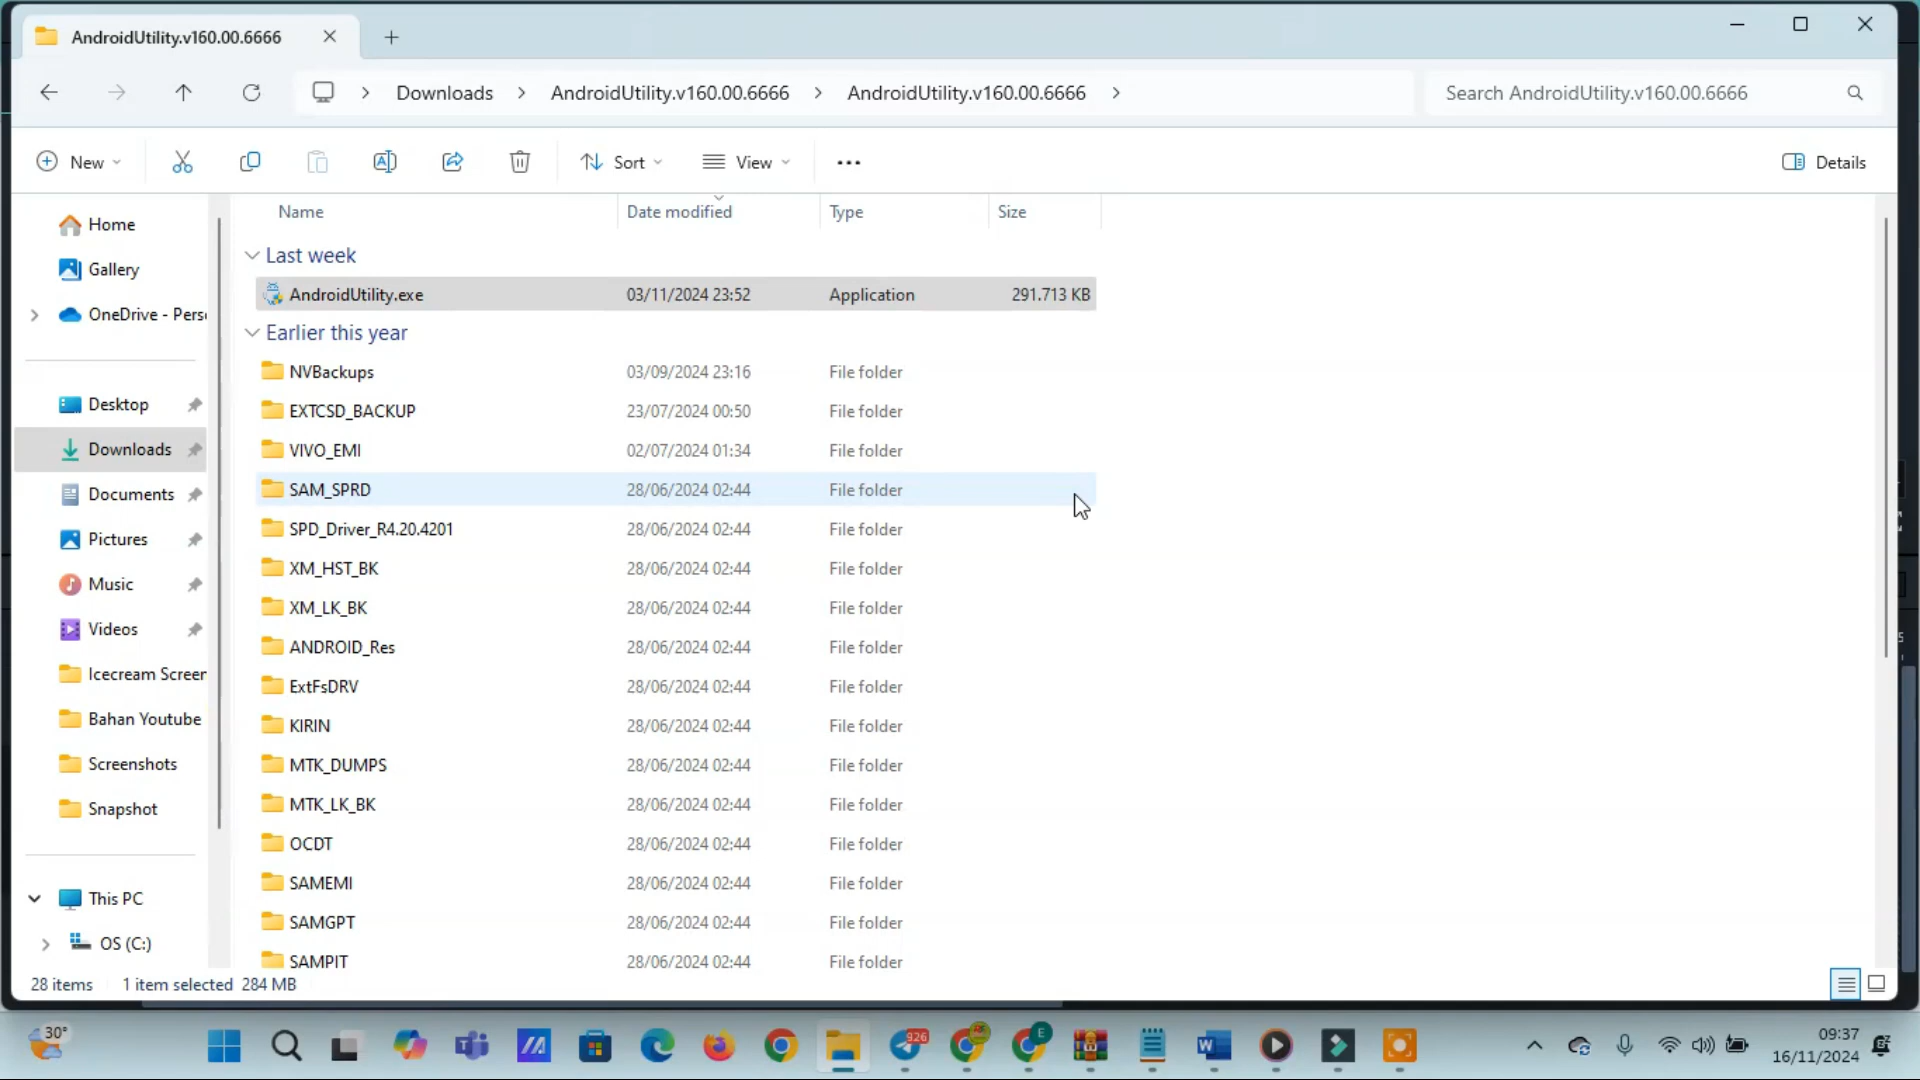 AndroidUtility.v160.00.6666
Downloads > AndroidUtility.v160.00.6666 > AndroidUtility.v160.00.6666 >
Search AndroidUtility.v160.00.6666
New
Sort
View
Details
Name Date modified Type Size
Home
Gallery
OneDrive - Pers
Desktop
Downloads
Documents
Pictures
Music
Videos
Icecream Screen
Bahan Youtube
Screenshots
Snapshot
This PC
OS (C:)
Last week
AndroidUtility.exe 03/11/2024 23:52 Application 291.713 KB
Earlier this year
NVBackups 03/09/2024 23:16 File folder
EXTCSD_BACKUP 23/07/2024 00:50 File folder
VIVO_EMI 02/07/2024 01:34 File folder
SAM_SPRD 28/06/2024 02:44 File folder
SPD_Driver_R4.20.4201 28/06/2024 02:44 File folder
XM_HST_BK 28/06/2024 02:44 File folder
XM_LK_BK 28/06/2024 02:44 File folder
ANDROID_Res 28/06/2024 02:44 File folder
ExtFsDRV 28/06/2024 02:44 File folder
KIRIN 28/06/2024 02:44 File folder
MTK_DUMPS 28/06/2024 02:44 File folder
MTK_LK_BK 28/06/2024 02:44 File folder
OCDT 28/06/2024 02:44 File folder
SAMEMI 28/06/2024 02:44 File folder
SAMGPT 28/06/2024 02:44 File folder
SAMPIT 28/06/2024 02:44 File folder
28 items 1 item selected 284 MB
30°
926
E
09:37
16/11/2024